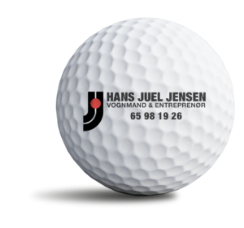 HANS JUEL JENSEN
VOGNMAND & ENTREPRENØR
65 98 19 26